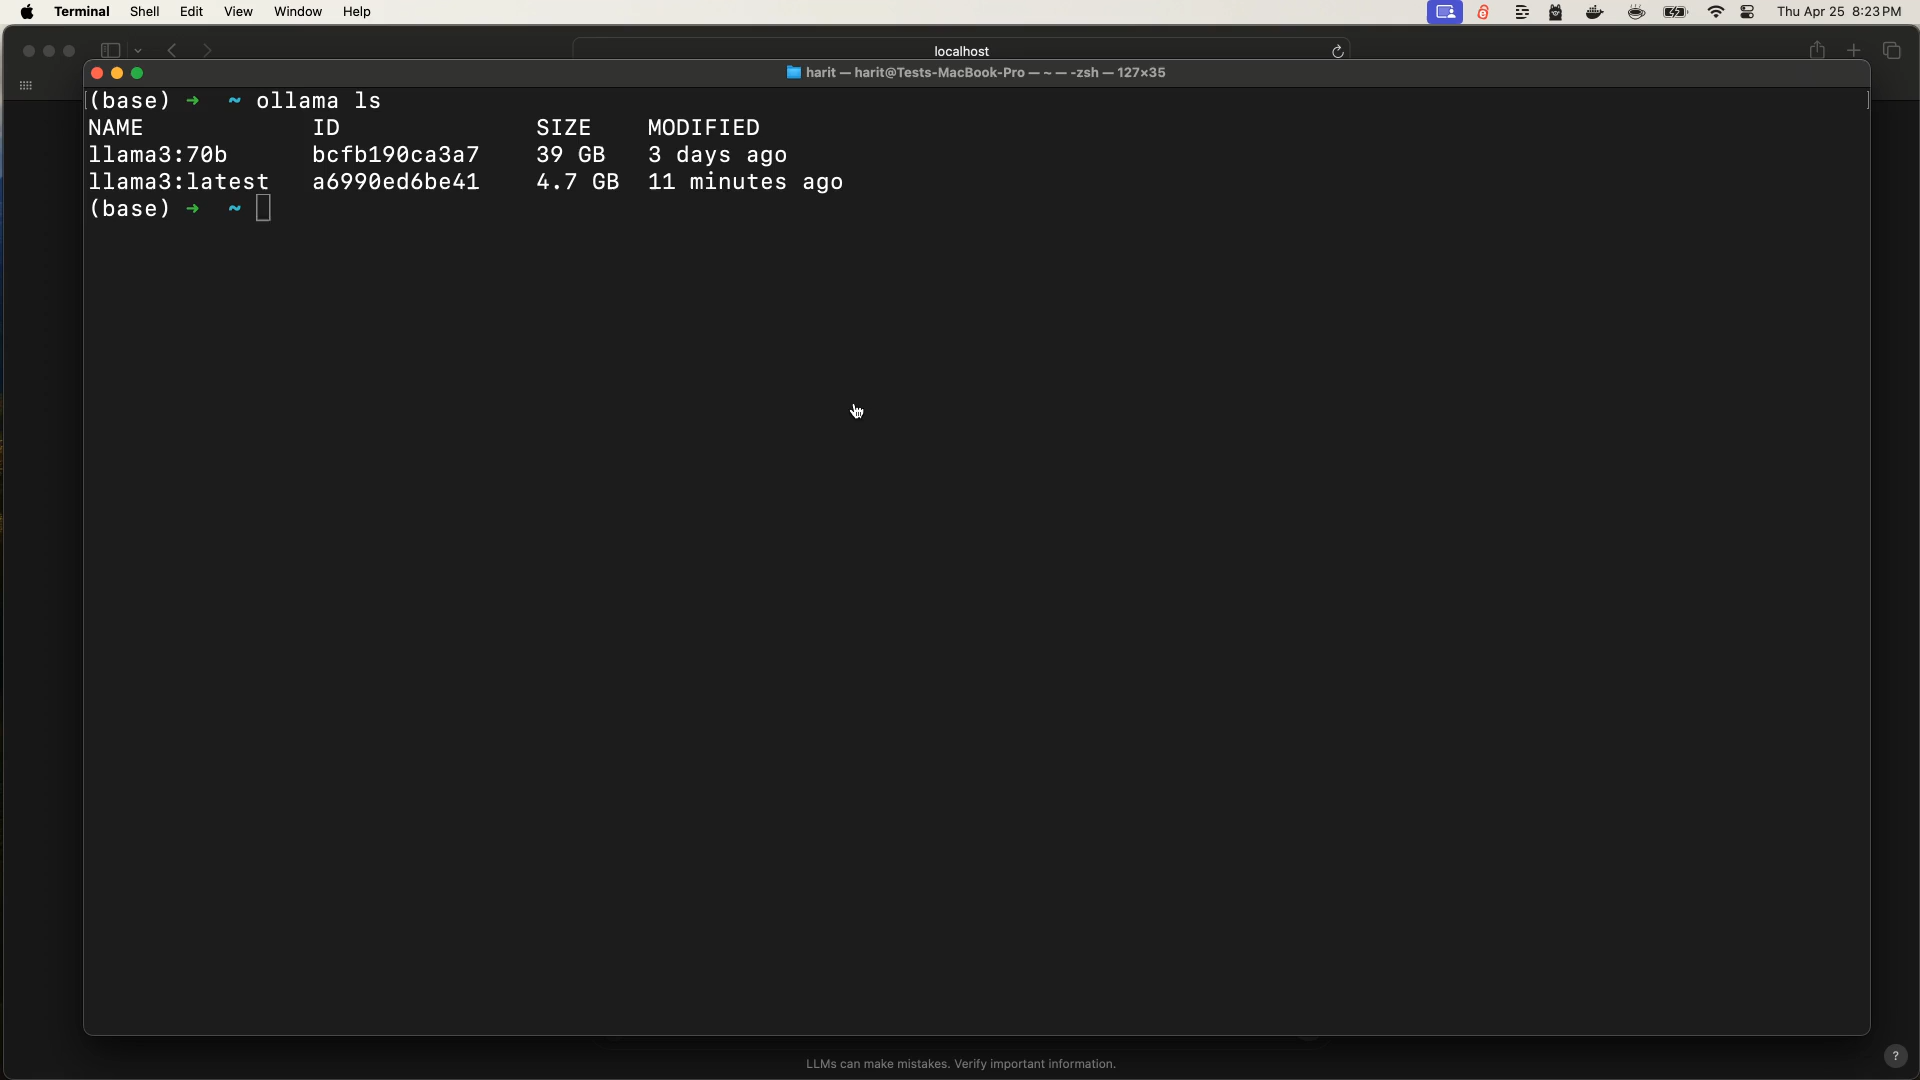 Terminal Shell Edit View Window Help Thu Apr 25 8:23 PM
localhost
harit — harit@Tests-MacBook-Pro — ~ — -zsh — 127×35
(base) ➜ ~ ollama ls
NAME ID SIZE MODIFIED
llama3:70b bcfb190ca3a7 39 GB 3 days ago
llama3:latest a6990ed6be41 4.7 GB 11 minutes ago
(base) ➜ ~
LLMs can make mistakes. Verify important information.
?